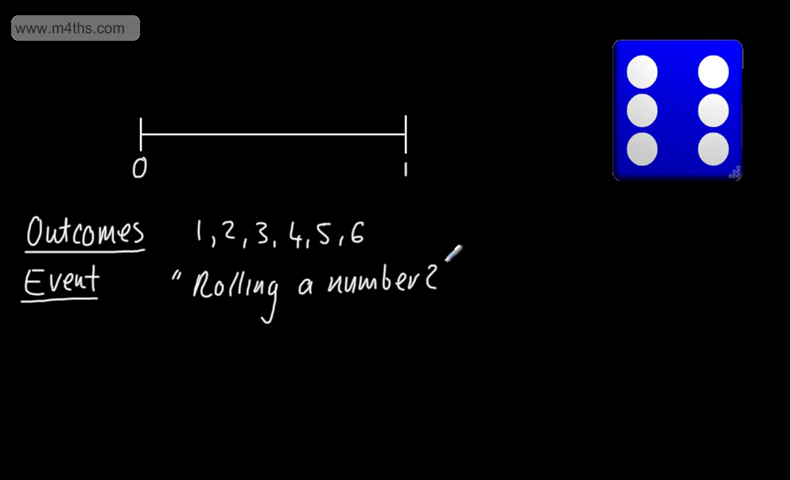 www.m4ths.com
0 1
Outcomes 1, 2, 3, 4, 5, 6
Event "Rolling a number 2